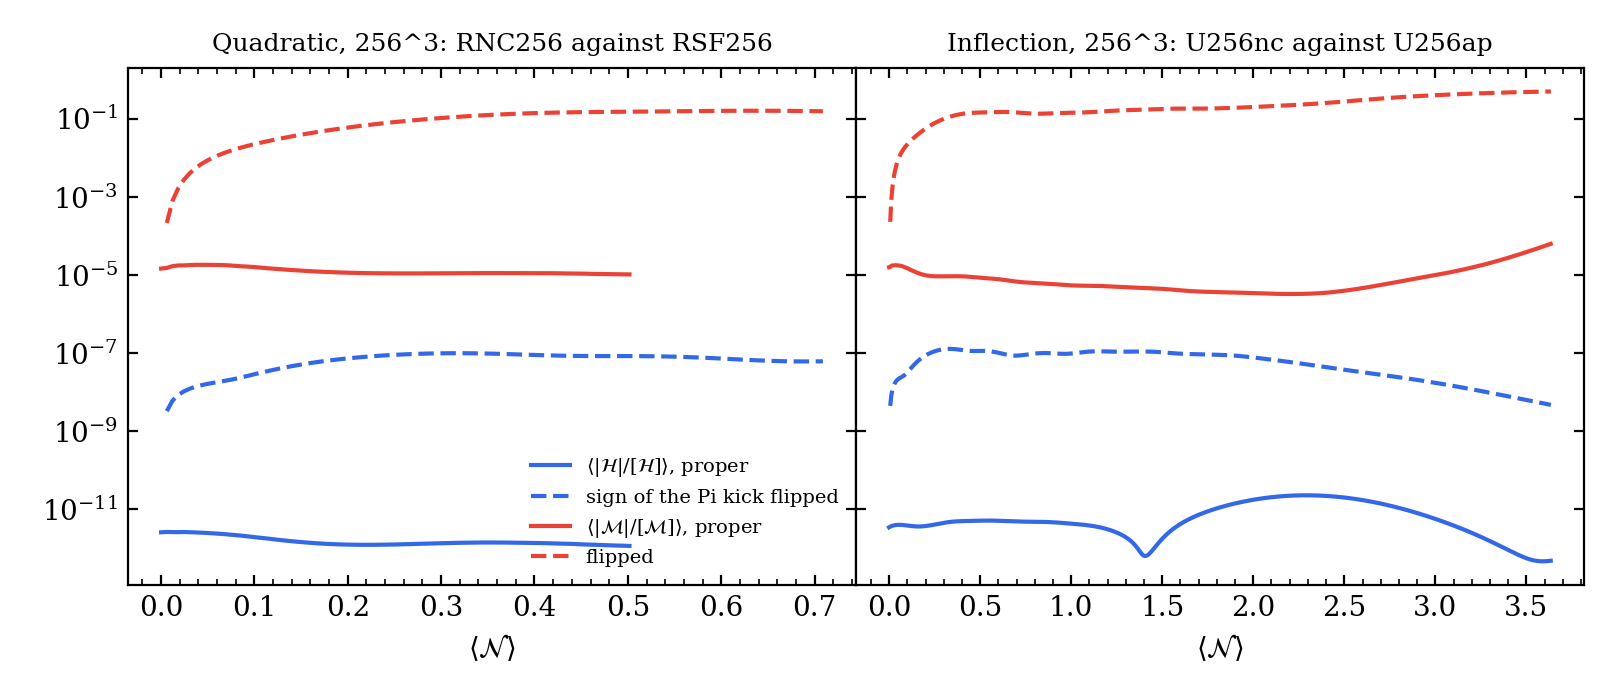 Quadratic, 256^3: RNC256 against RSF256
Inflection, 256^3: U256nc against U256ap
10⁻¹
10⁻³
10⁻⁵
10⁻⁷
10⁻⁹
10⁻¹¹
⟨|ℋ|/[ℋ]⟩, proper
sign of the Pi kick flipped
⟨|ℳ|/[ℳ]⟩, proper
flipped
0.0 0.1 0.2 0.3 0.4 0.5 0.6 0.7
0.0 0.5 1.0 1.5 2.0 2.5 3.0 3.5
⟨𝒩⟩
⟨𝒩⟩